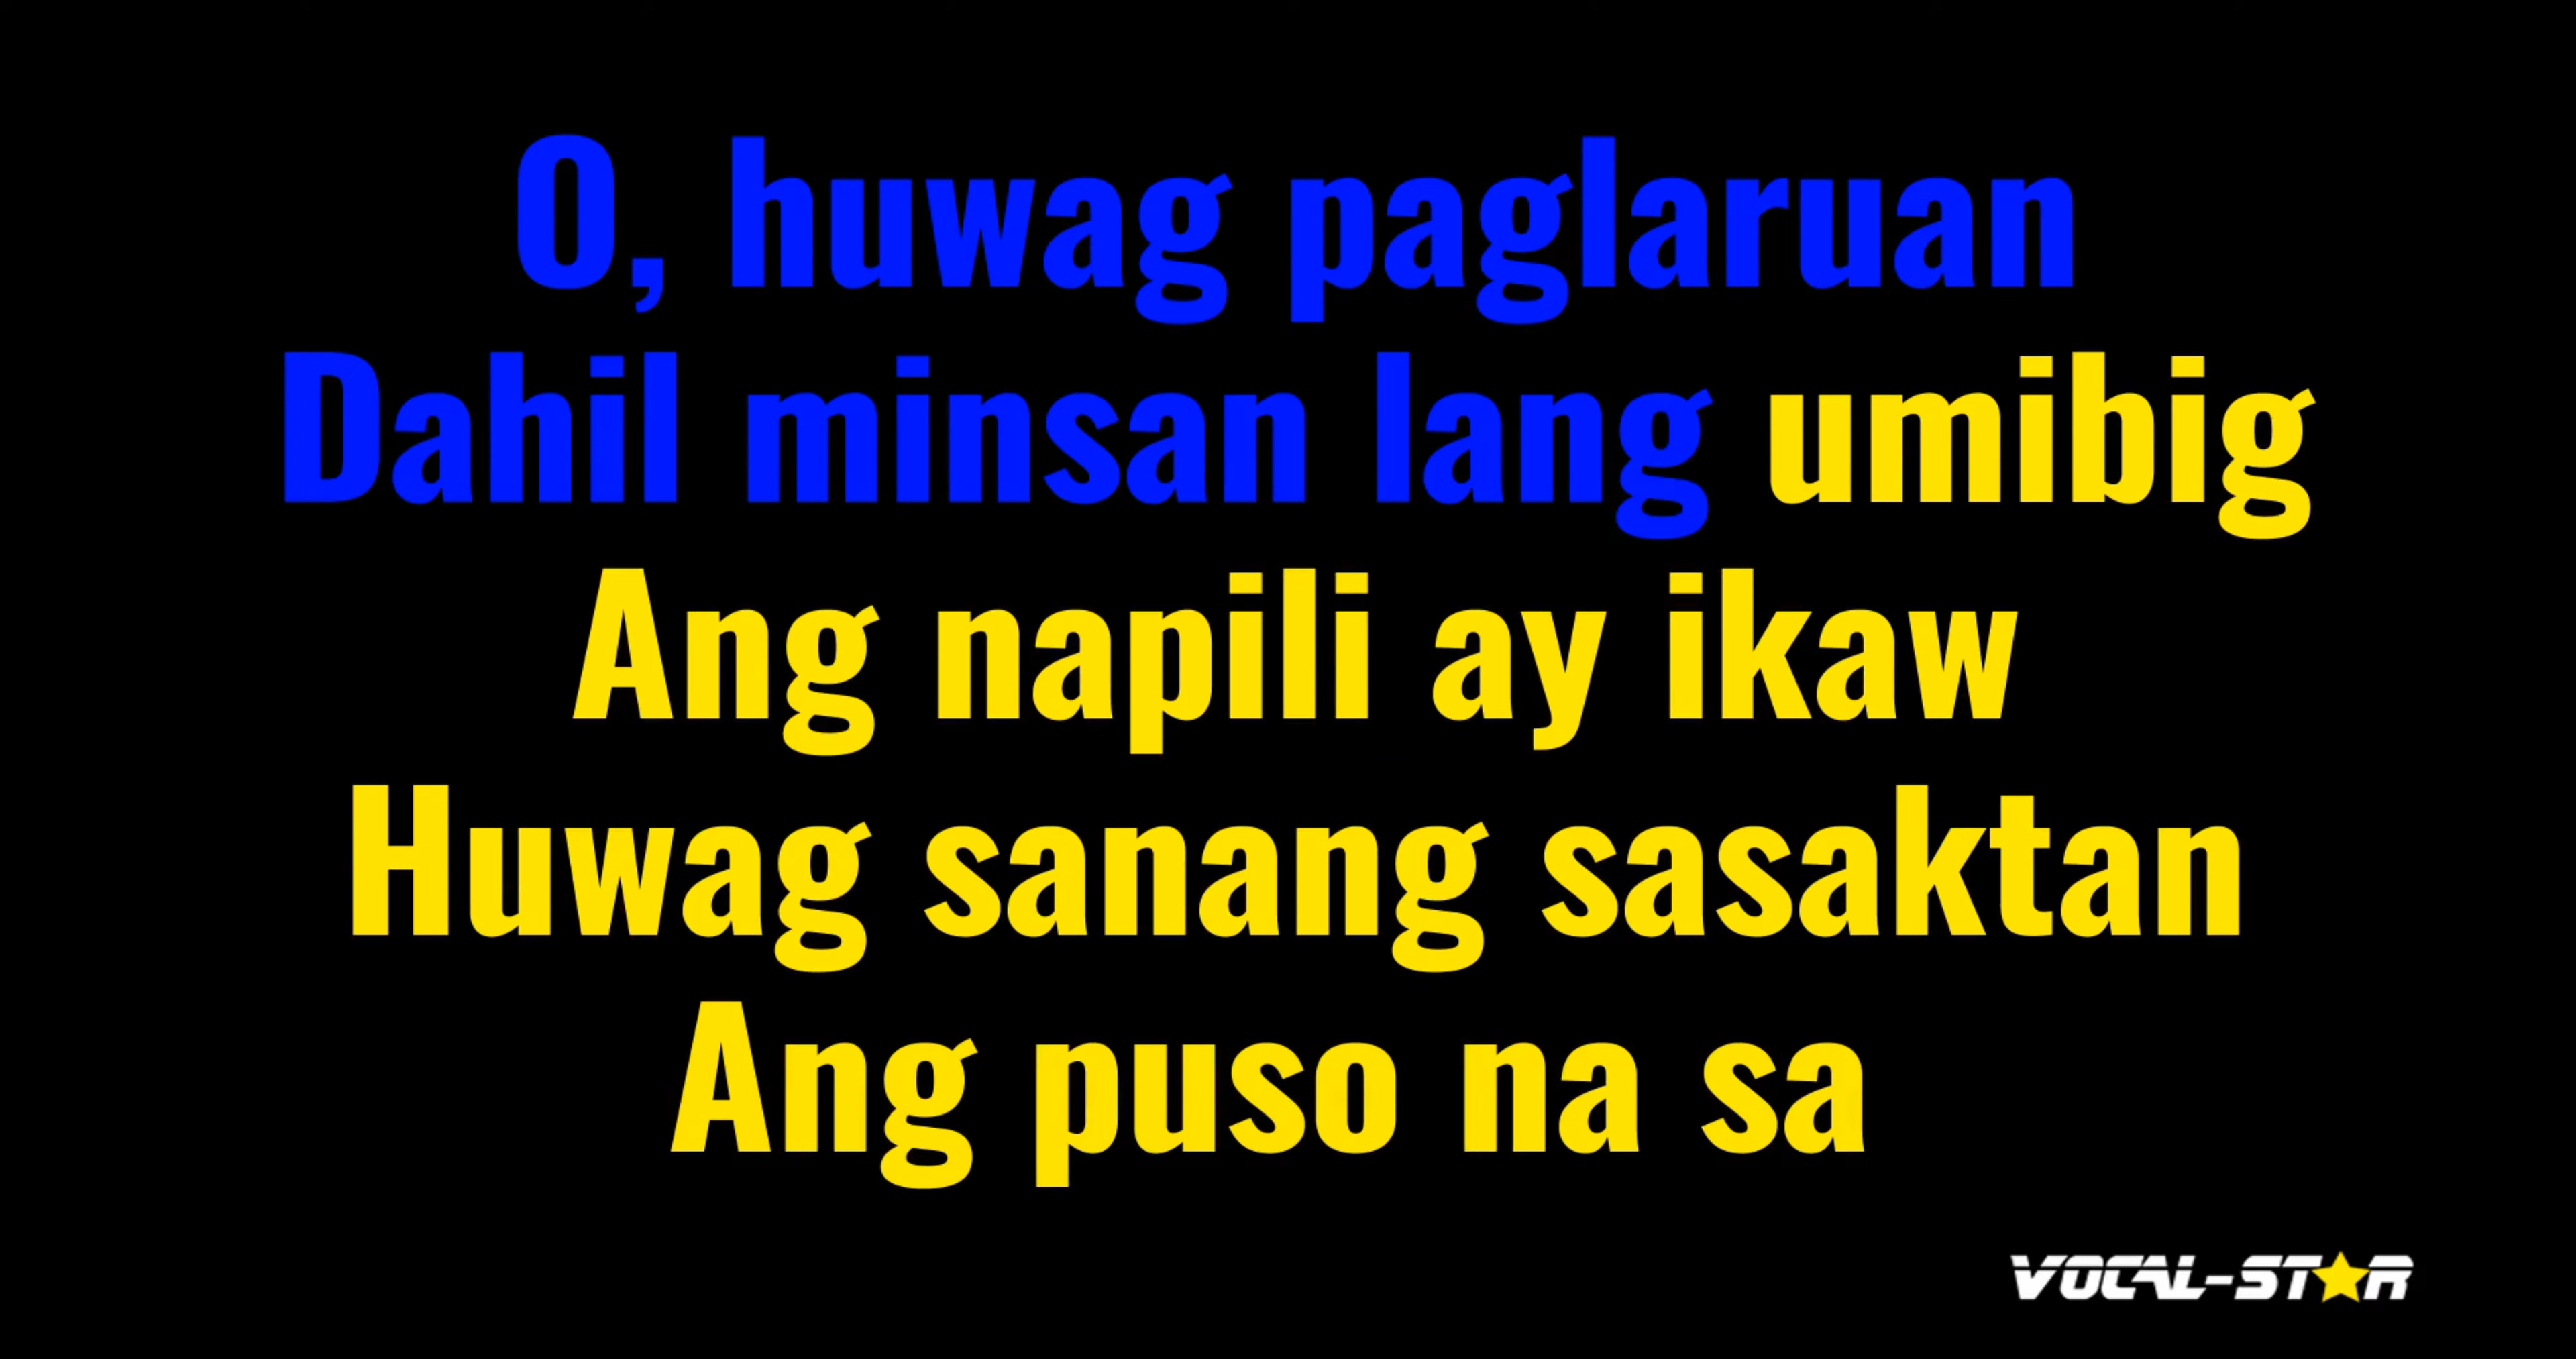 O, huwag paglaruan
Dahil minsan lang umibig
Ang napili ay ikaw
Huwag sanang sasaktan
Ang puso na sa
VOCAL-STAR